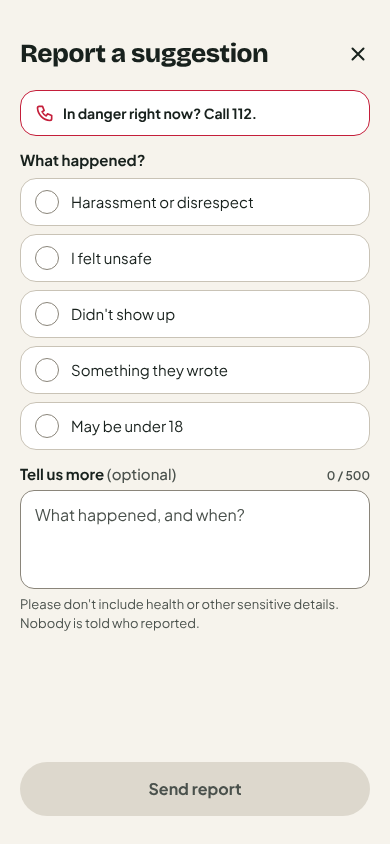 Report a suggestion
In danger right now? Call 112.
What happened?
Harassment or disrespect
I felt unsafe
Didn't show up
Something they wrote
May be under 18
Tell us more (optional) 0 / 500
What happened, and when?
Please don't include health or other sensitive details.
Nobody is told who reported.
Send report